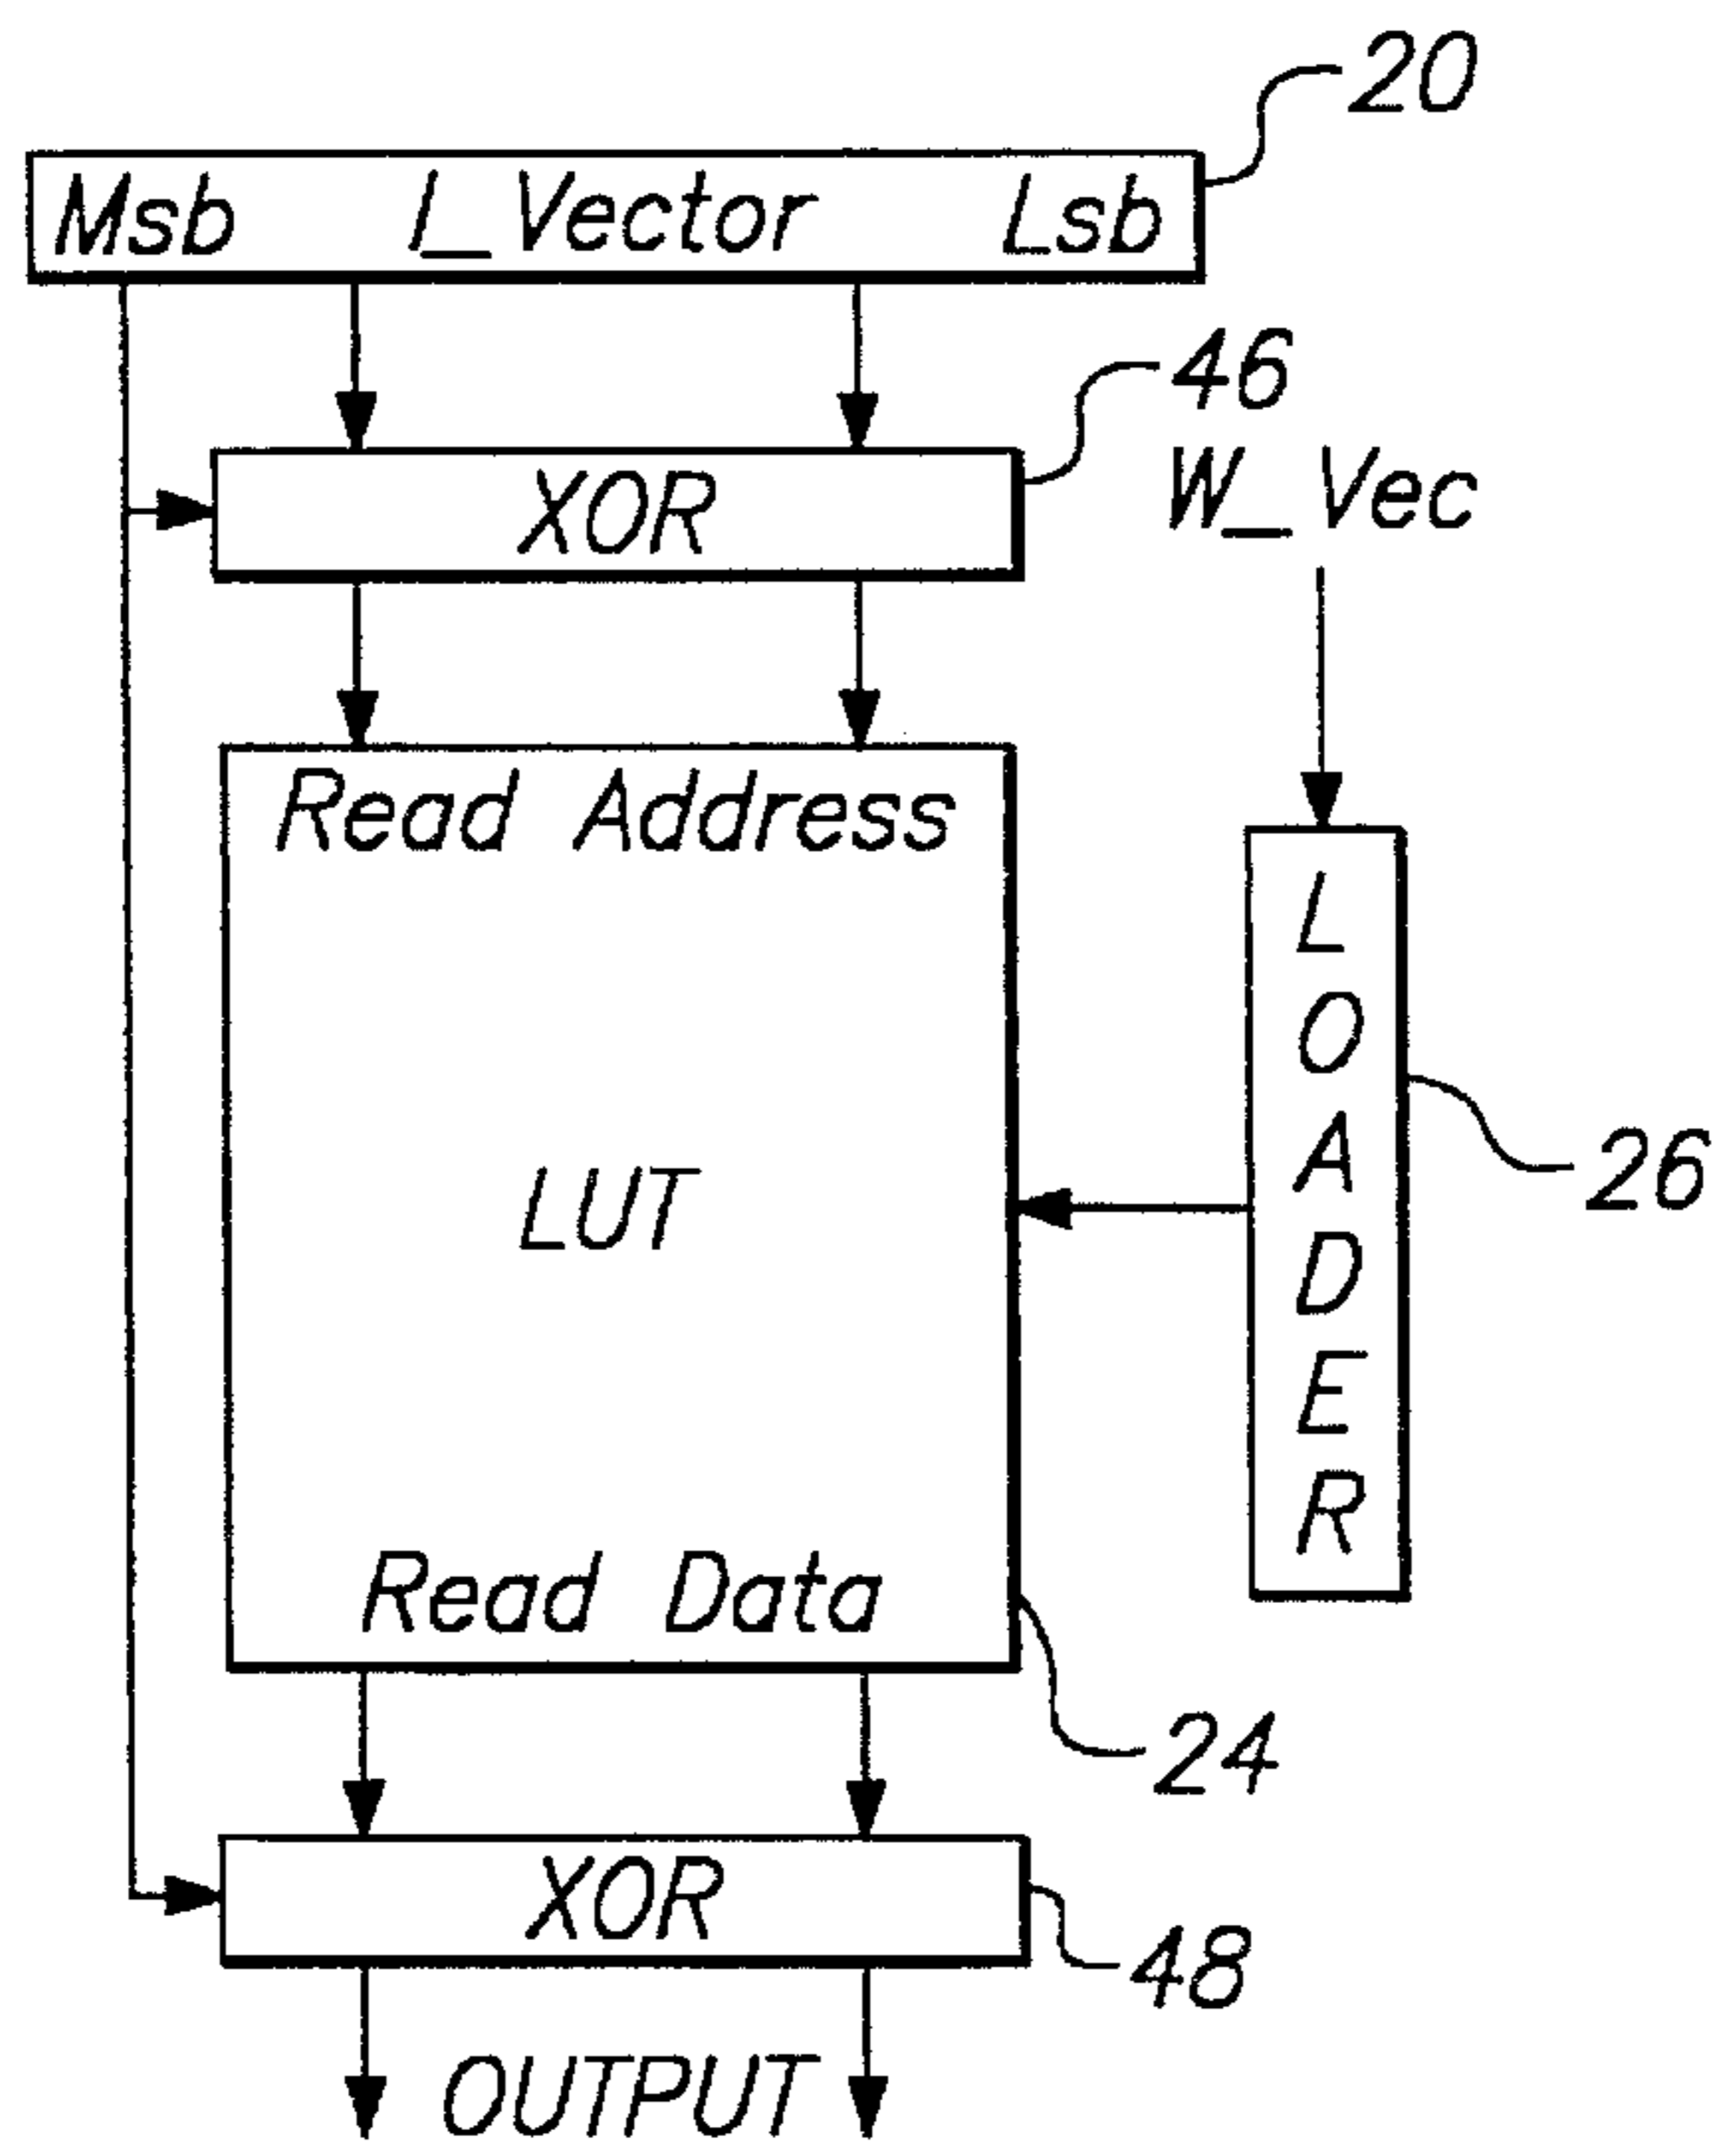 20
Msb I_Vector Lsb
46
XOR
W_Vec
Read Address
LOADER
26
LUT
Read Data
24
XOR
48
OUTPUT